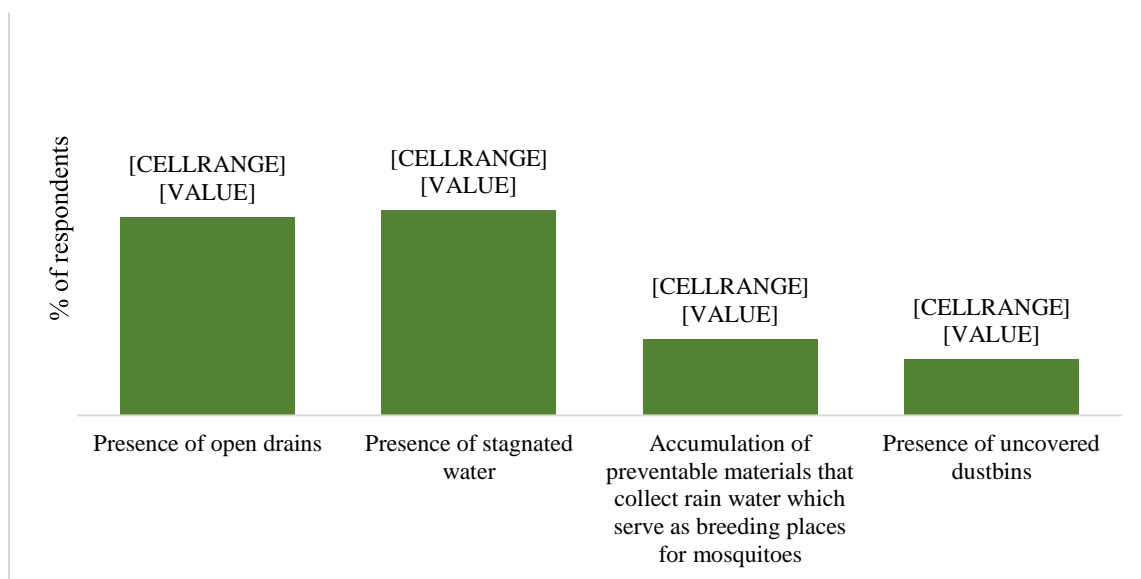 % of respondents
[CELLRANGE]
[VALUE]
[CELLRANGE]
[VALUE]
[CELLRANGE]
[VALUE]
[CELLRANGE]
[VALUE]
Presence of open drains
Presence of stagnated
water
Accumulation of
preventable materials that
collect rain water which
serve as breeding places
for mosquitoes
Presence of uncovered
dustbins